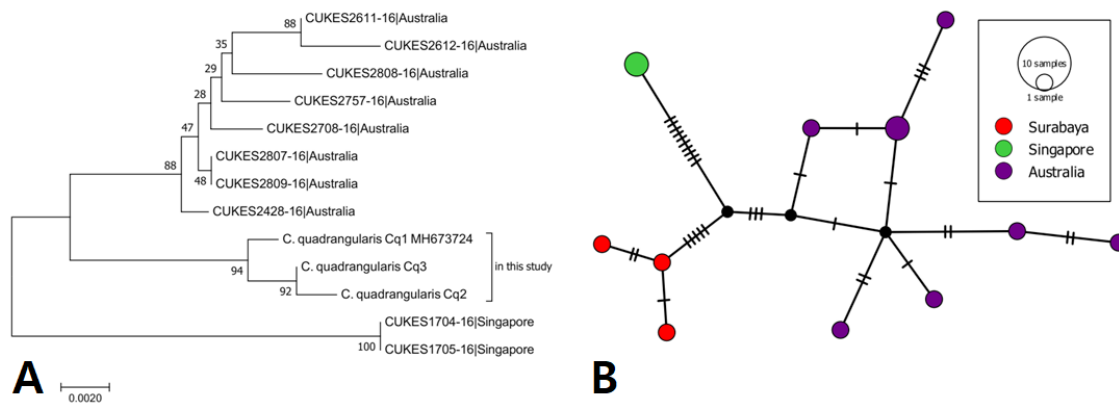 88
CUKES2611-16|Australia
CUKES2612-16|Australia
35
CUKES2808-16|Australia
29
CUKES2757-16|Australia
28
CUKES2708-16|Australia
47
CUKES2807-16|Australia
88
48
CUKES2809-16|Australia
CUKES2428-16|Australia
C. quadrangularis Cq1 MH673724
94
C. quadrangularis Cq3
in this study
92
C. quadrangularis Cq2
CUKES1704-16|Singapore
100
CUKES1705-16|Singapore
A
0.0020
10 samples
1 sample
Surabaya
Singapore
Australia
B